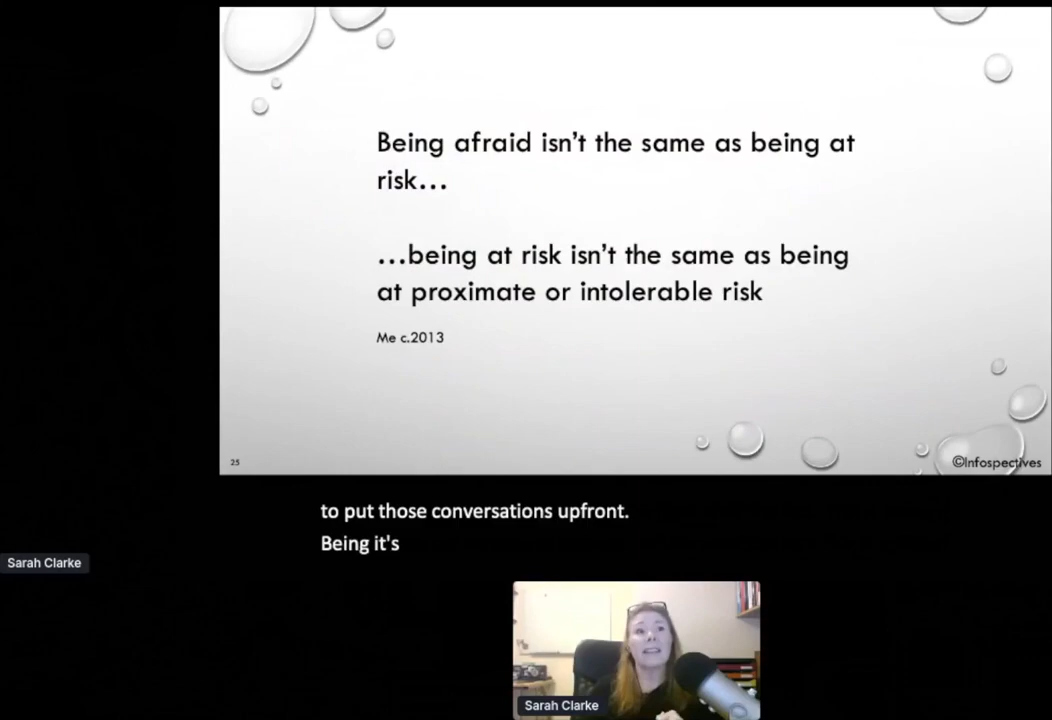 Being afraid isn't the same as being at
risk...
...being at risk isn't the same as being
at proximate or intolerable risk
Me c.2013
25
©Infospectives
to put those conversations upfront.
Being it's
Sarah Clarke
Sarah Clarke